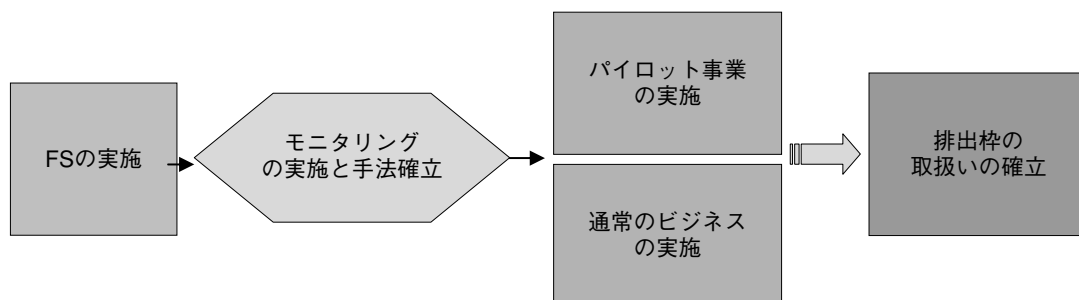 FSの実施
モニタリング
の実施と手法確立
パイロット事業
の実施
通常のビジネス
の実施
排出枠の
取扱いの確立